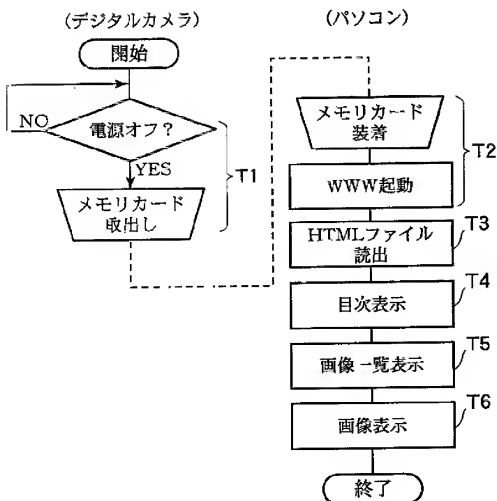 (デジタルカメラ)
開始
NO
電源オフ?
YES
T1
メモリカード
取出し
(パソコン)
メモリカード
装着
T2
WWW起動
HTMLファイル
読出
T3
目次表示
T4
画像一覧表示
T5
画像表示
T6
終了